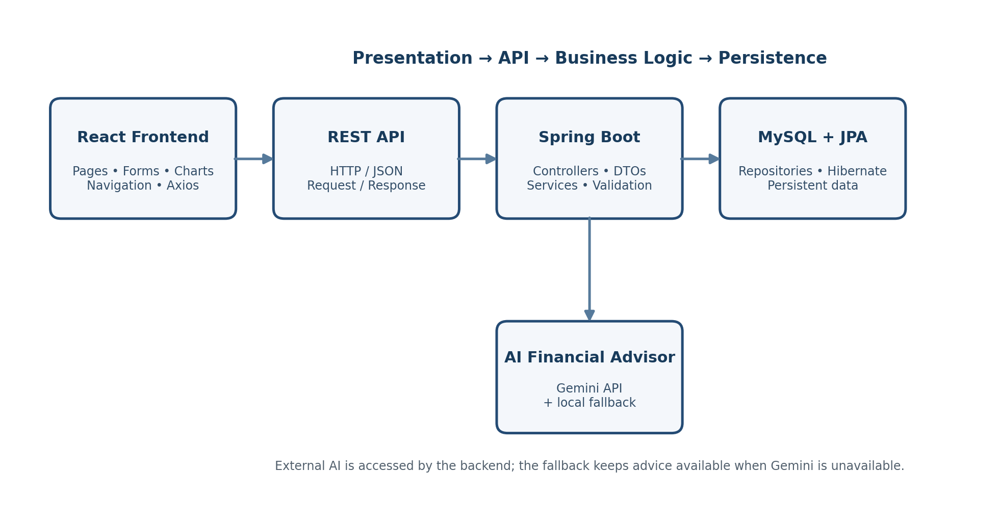 Presentation → API → Business Logic → Persistence
React Frontend
Pages • Forms • Charts
Navigation • Axios
REST API
HTTP / JSON
Request / Response
Spring Boot
Controllers • DTOs
Services • Validation
MySQL + JPA
Repositories • Hibernate
Persistent data
AI Financial Advisor
Gemini API
+ local fallback
External AI is accessed by the backend; the fallback keeps advice available when Gemini is unavailable.